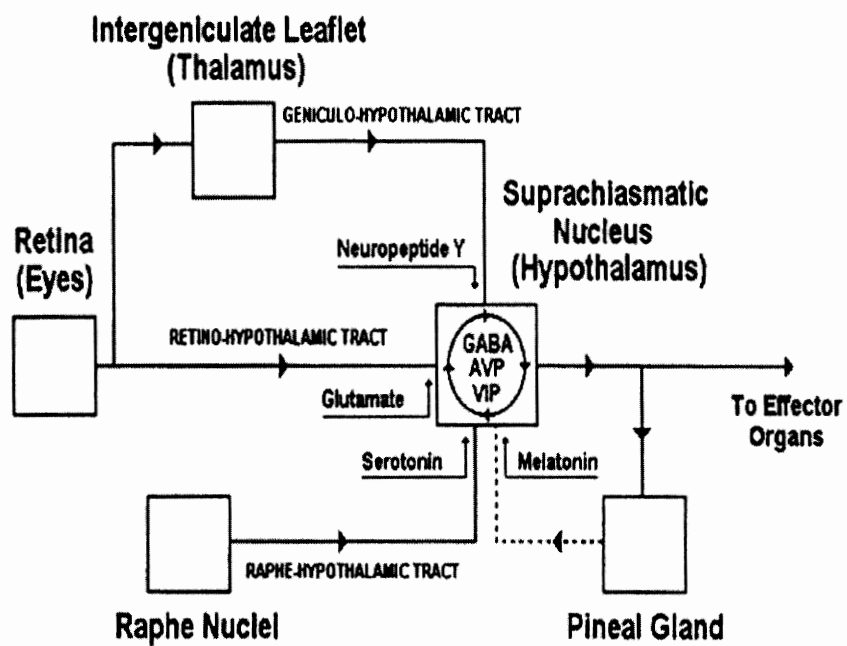 Intergeniculate Leaflet
(Thalamus)
GENICULO-HYPOTHALAMIC TRACT
Suprachiasmatic
Nucleus
(Hypothalamus)
Retina
(Eyes)
Neuropeptide Y
RETINO-HYPOTHALAMIC TRACT
GABA
AVP
VIP
Glutamate
To Effector
Organs
Serotonin
Melatonin
RAPHE-HYPOTHALAMIC TRACT
Raphe Nuclei
Pineal Gland